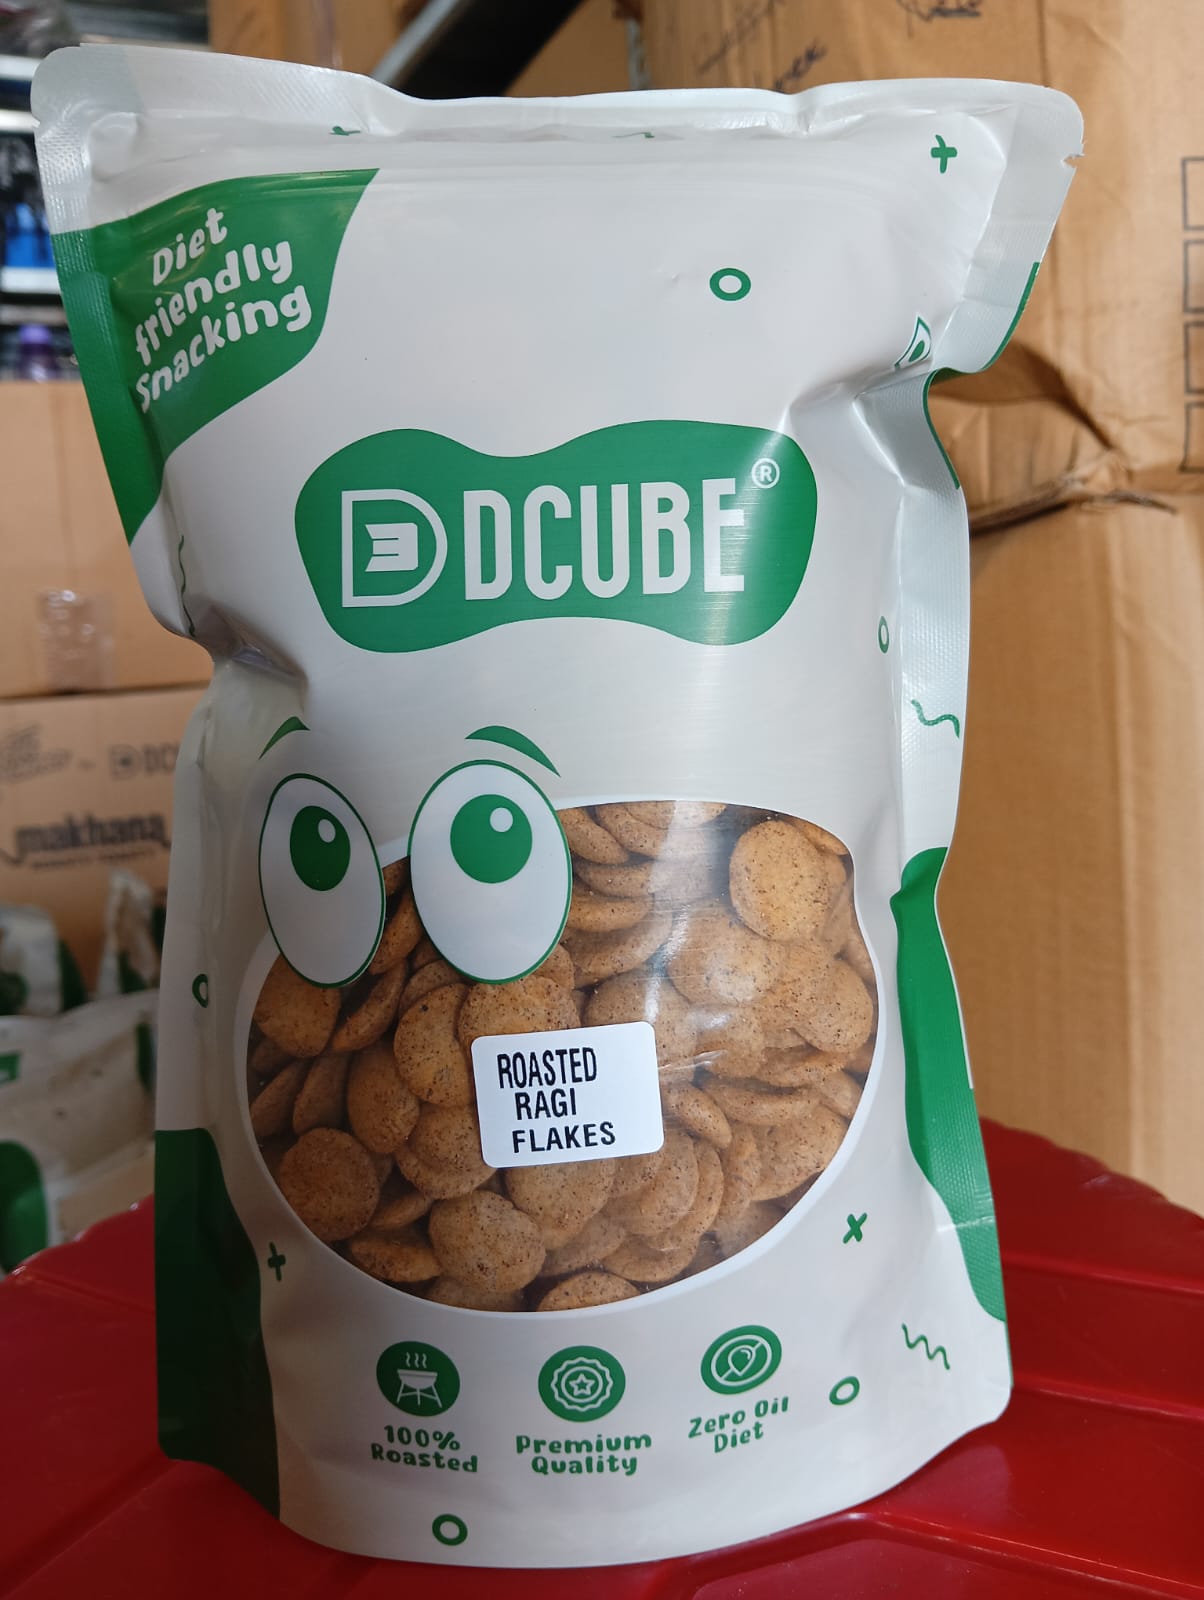 Diet
friendly
Snacking
DCUBE®
ROASTED
RAGI
FLAKES
100%
Roasted
Premium
Quality
Zero Oil
Diet
makhana